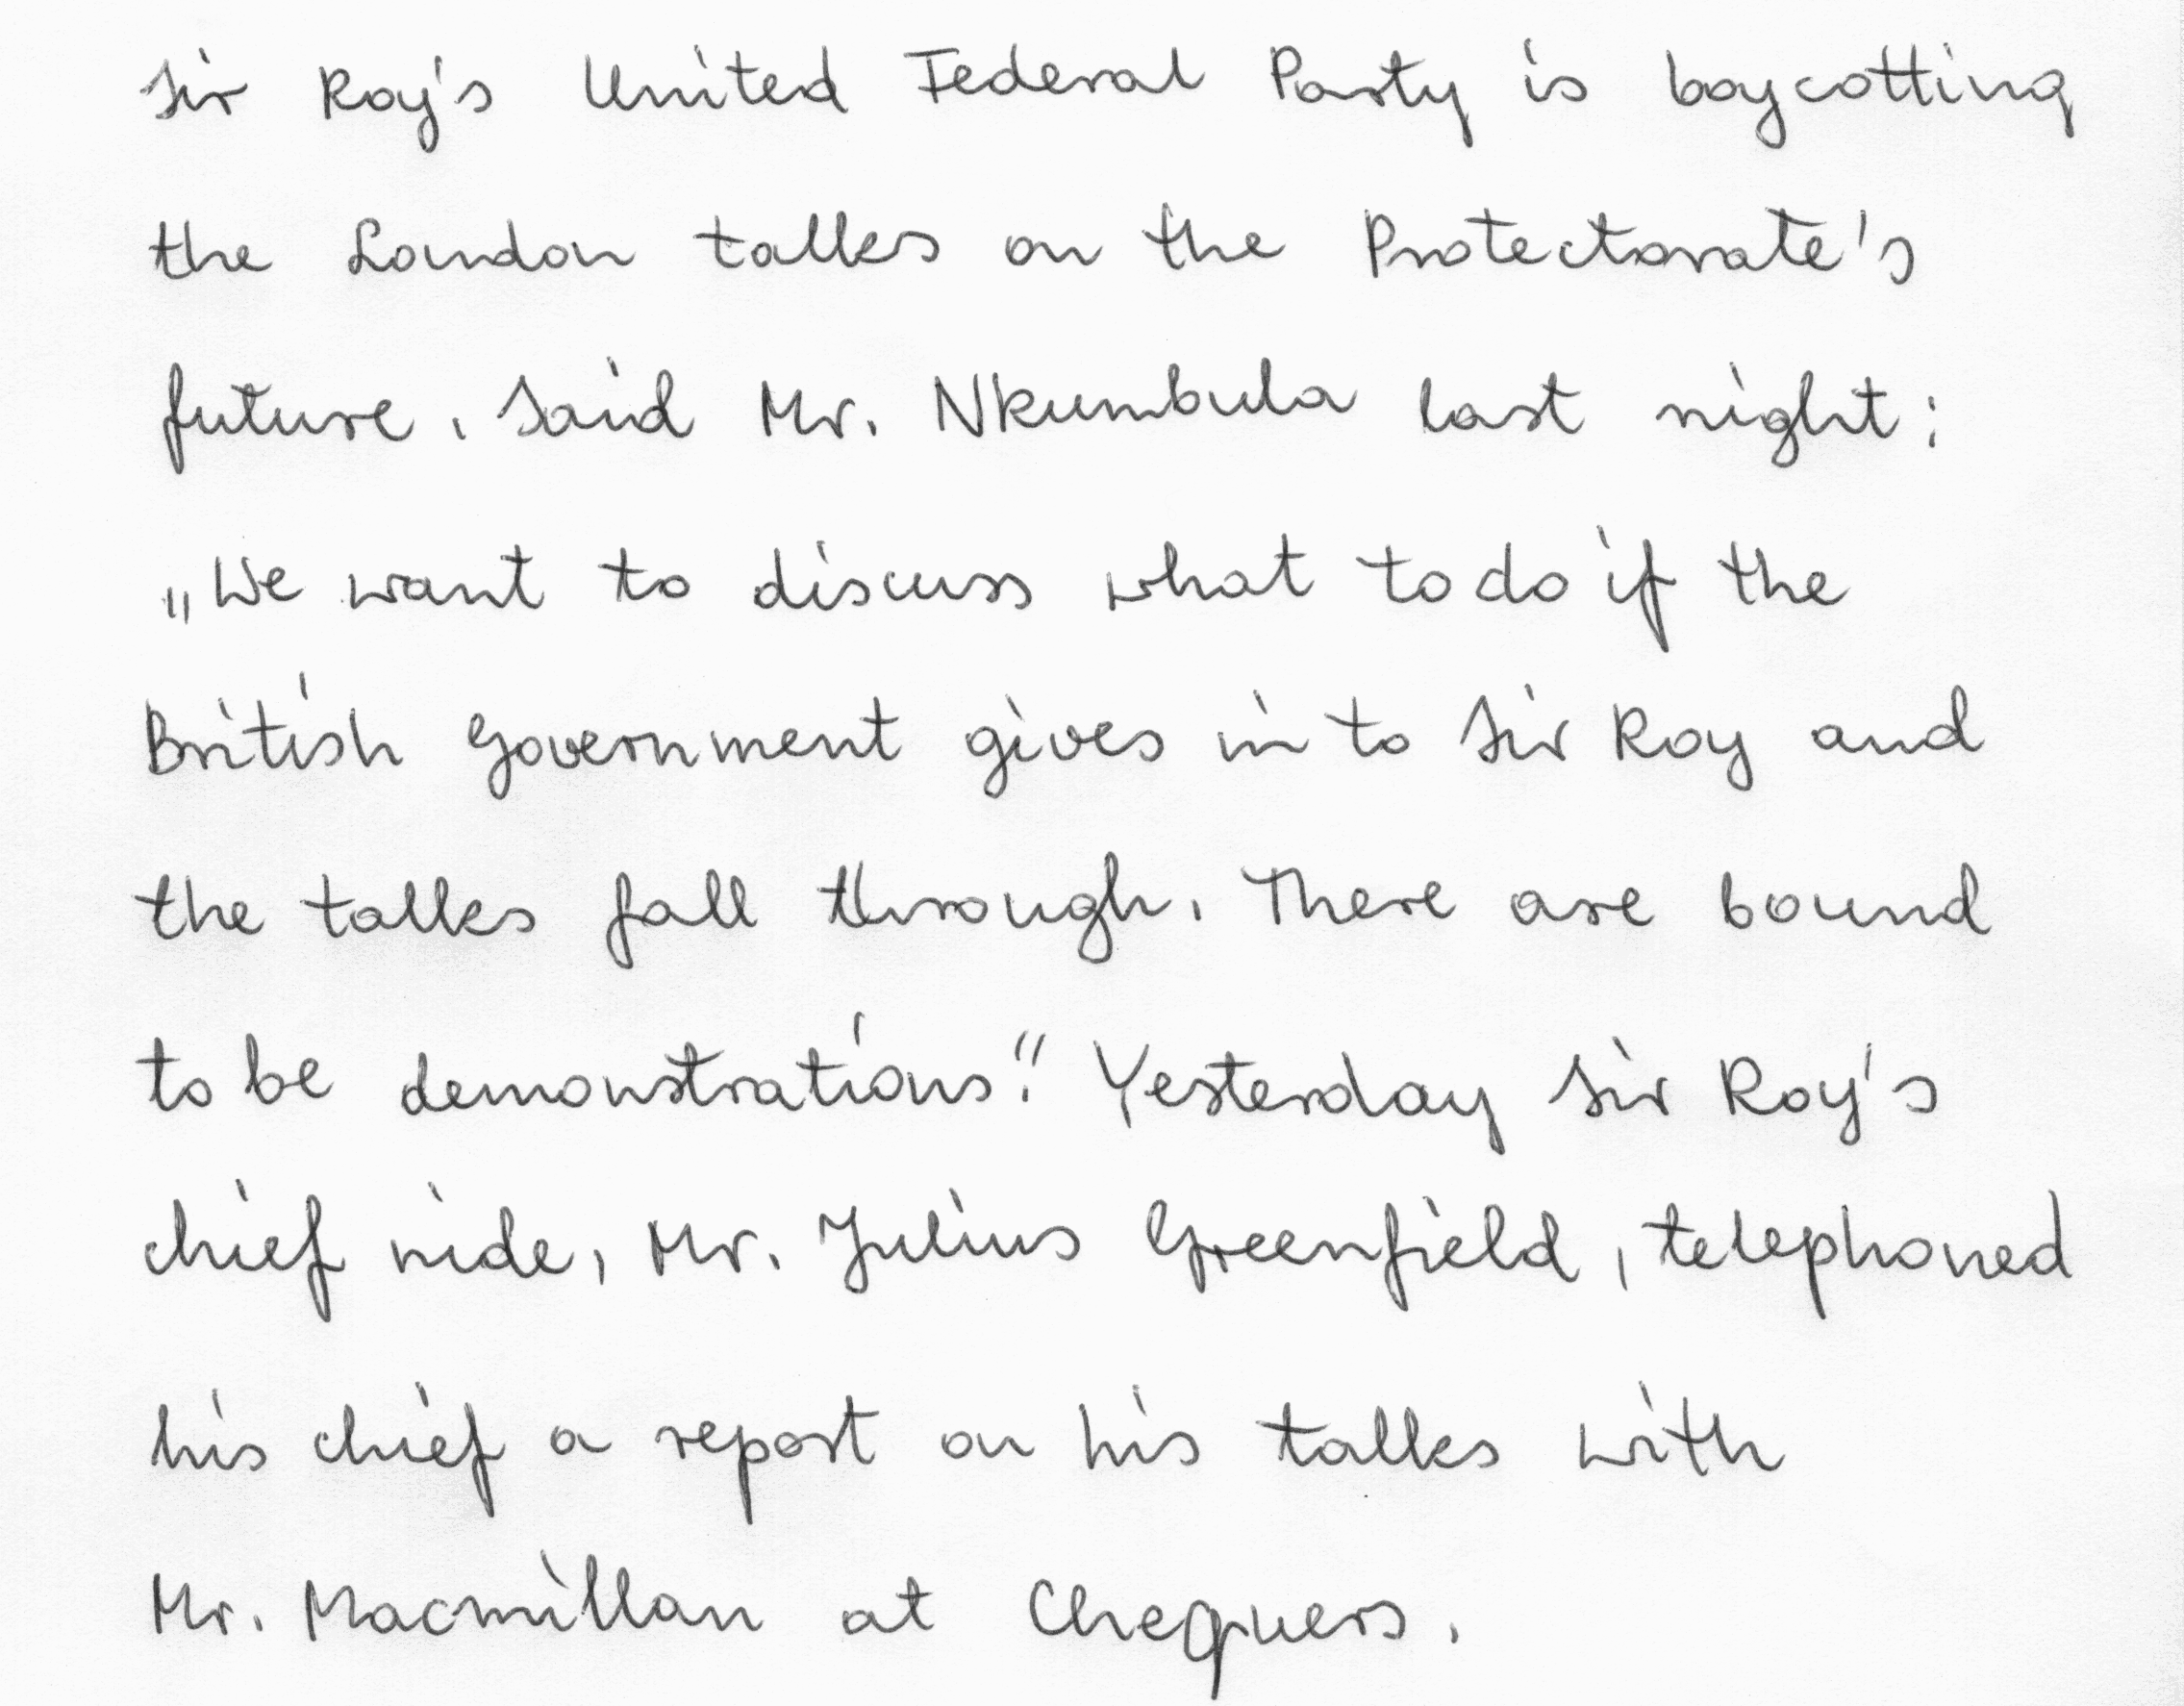 Sir Roy's United Federal Party is boycotting
the London talks on the Protectorate's
future. Said Mr. Nkumbula last night:
„We want to discuss what to do if the
British Government gives in to Sir Roy and
the talks fall through. There are bound
to be demonstrations." Yesterday Sir Roy's
chief aide, Mr. Julius Greenfield, telephoned
his chief a report on his talks with
Mr. Macmillan at Chequers.